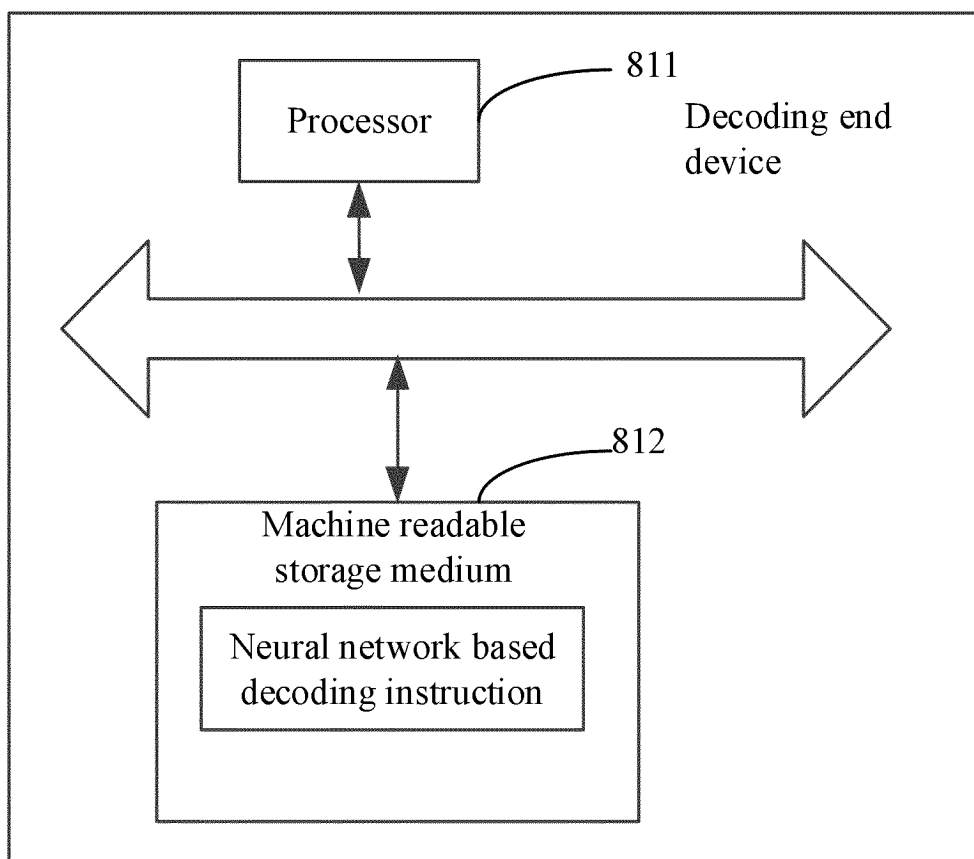 811
Processor
Decoding end
device
812
Machine readable
storage medium
Neural network based
decoding instruction